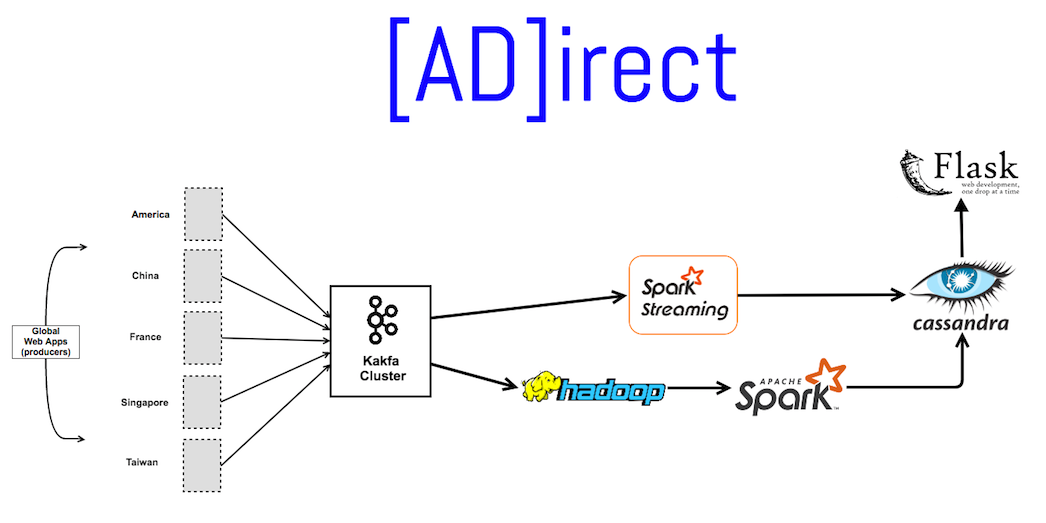 [AD]irect
Flask
web development,
one drop at a time
America
China
Global
Web Apps
(producers)
France
Singapore
Taiwan
Kakfa
Cluster
Spark
Streaming
hadoop
APACHE
Spark™
cassandra